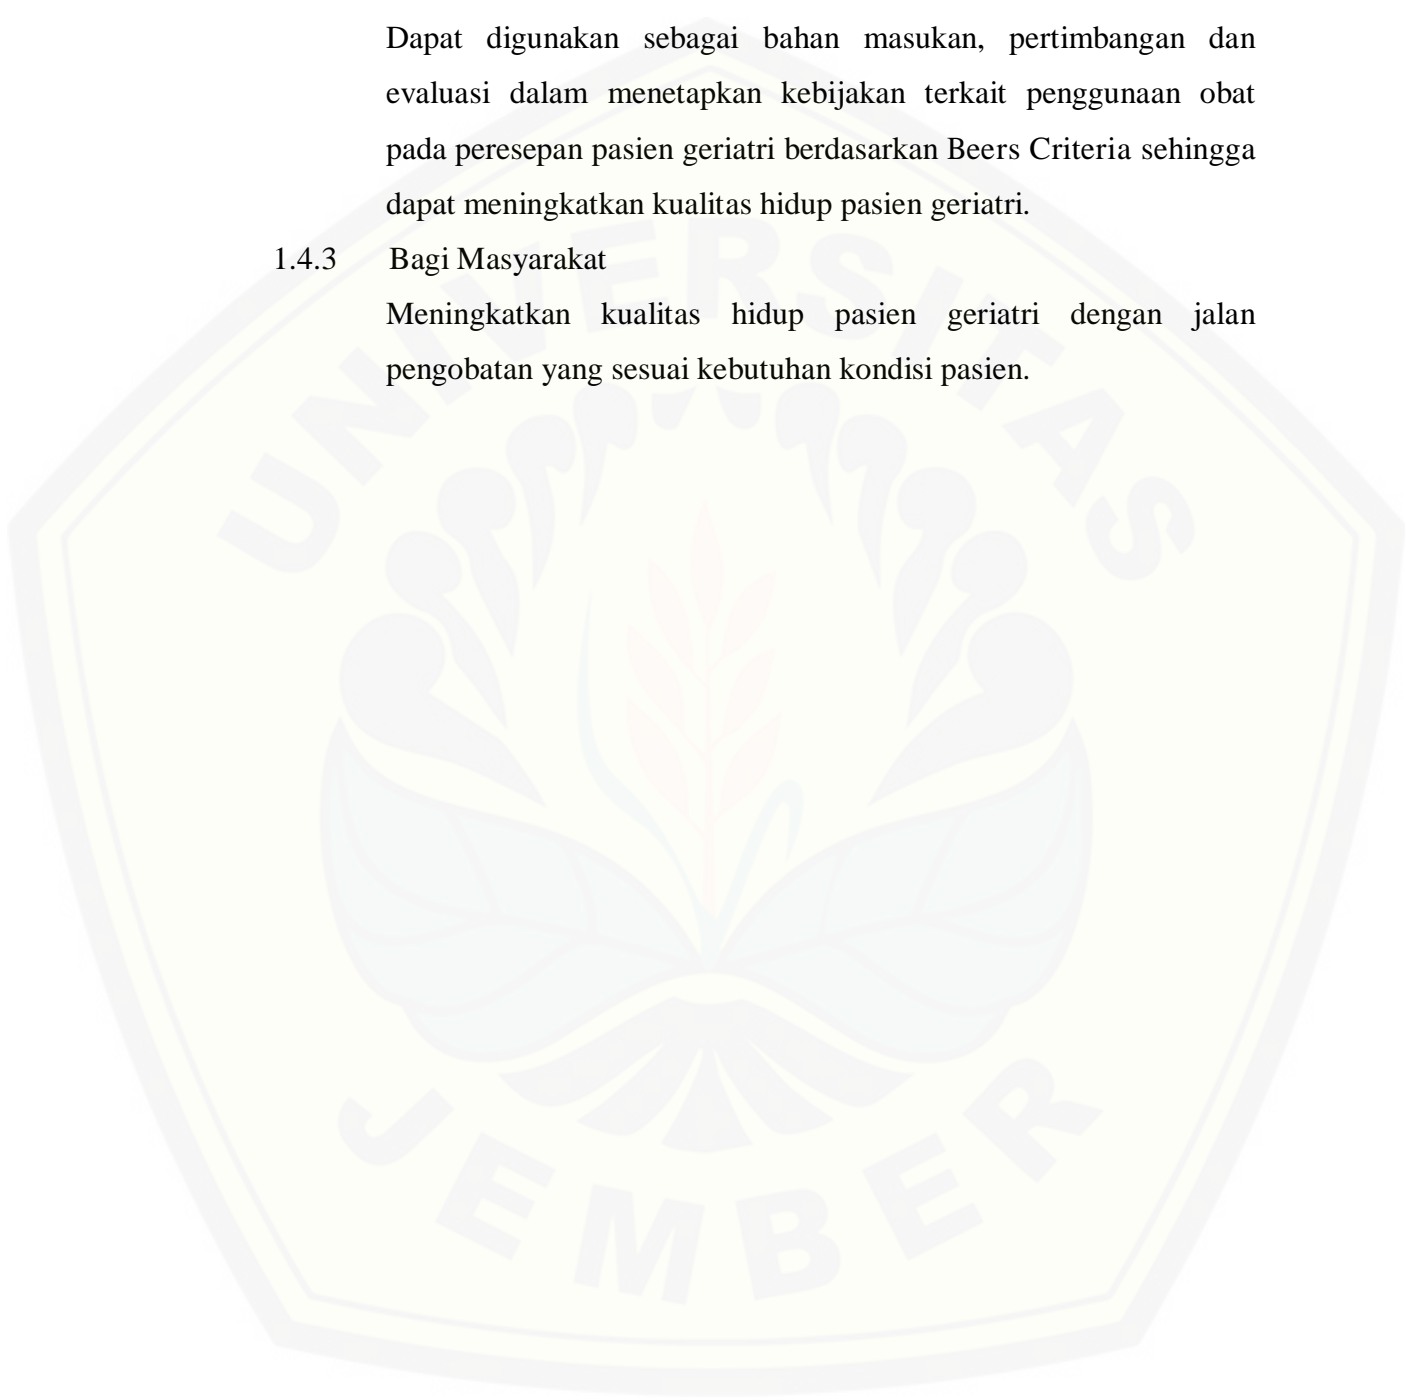 Dapat digunakan sebagai bahan masukan, pertimbangan dan
evaluasi dalam menetapkan kebijakan terkait penggunaan obat
pada peresepan pasien geriatri berdasarkan Beers Criteria sehingga
dapat meningkatkan kualitas hidup pasien geriatri.
1.4.3 Bagi Masyarakat
Meningkatkan kualitas hidup pasien geriatri dengan jalan
pengobatan yang sesuai kebutuhan kondisi pasien.
UNIVERSITAS
JEMBER